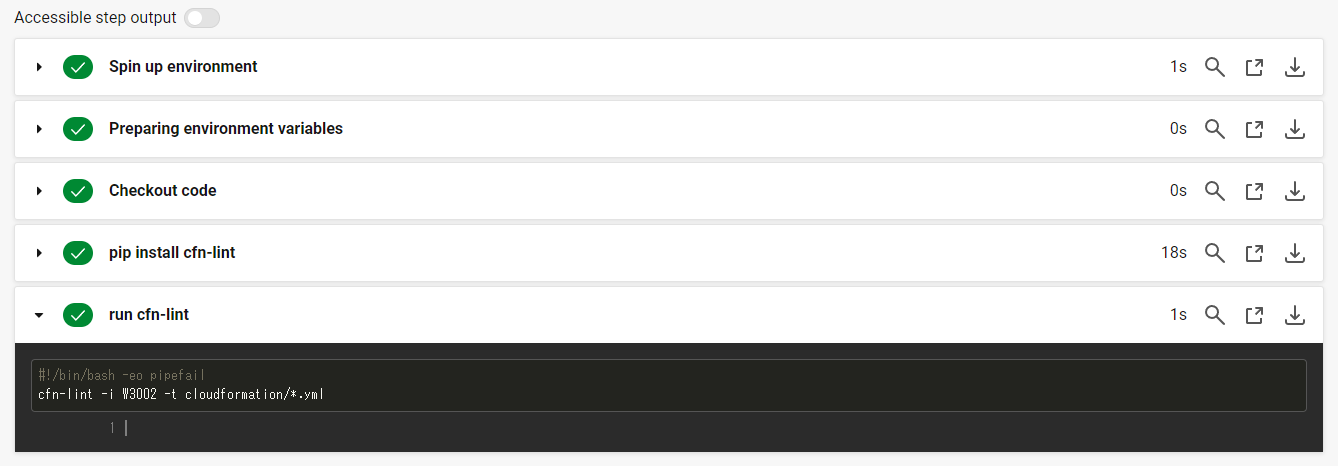 Accessible step output
Spin up environment 1s
Preparing environment variables 0s
Checkout code 0s
pip install cfn-lint 18s
run cfn-lint 1s
#!/bin/bash -eo pipefail
cfn-lint -i W3002 -t cloudformation/*.yml
1